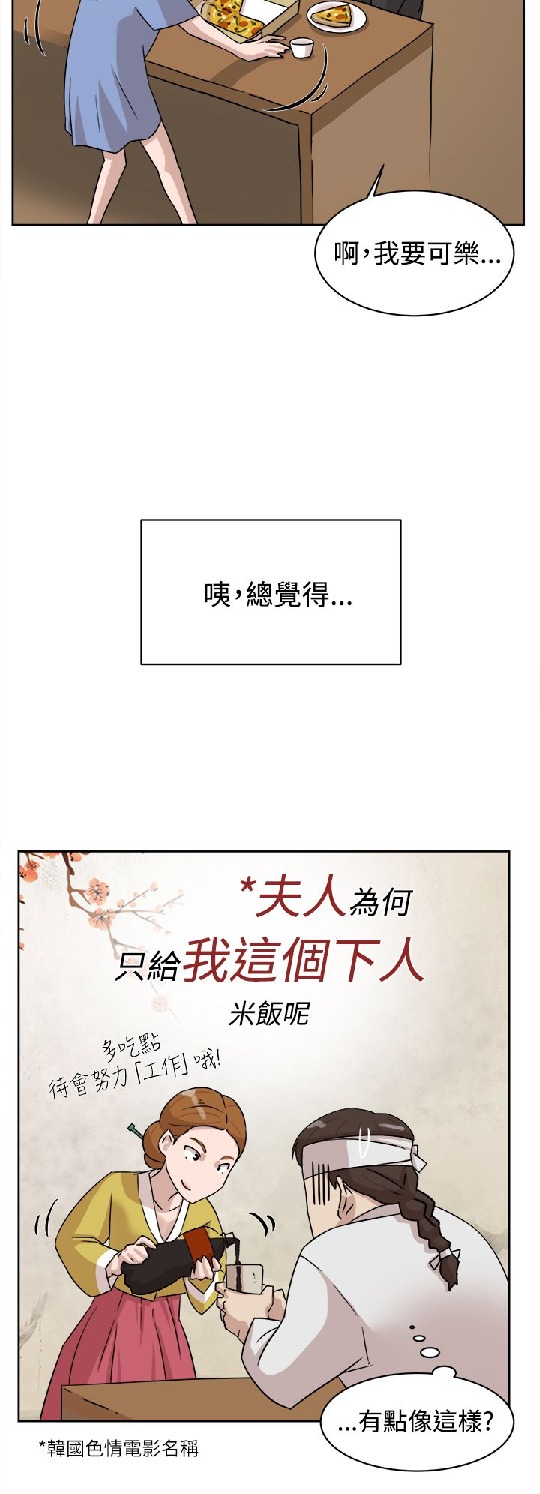 啊，我要可樂...
咦，總覺得...
*夫人為何
只給我這個下人
米飯呢
多吃點
待會努力「工作」哦!
...有點像這樣?
*韓國色情電影名稱